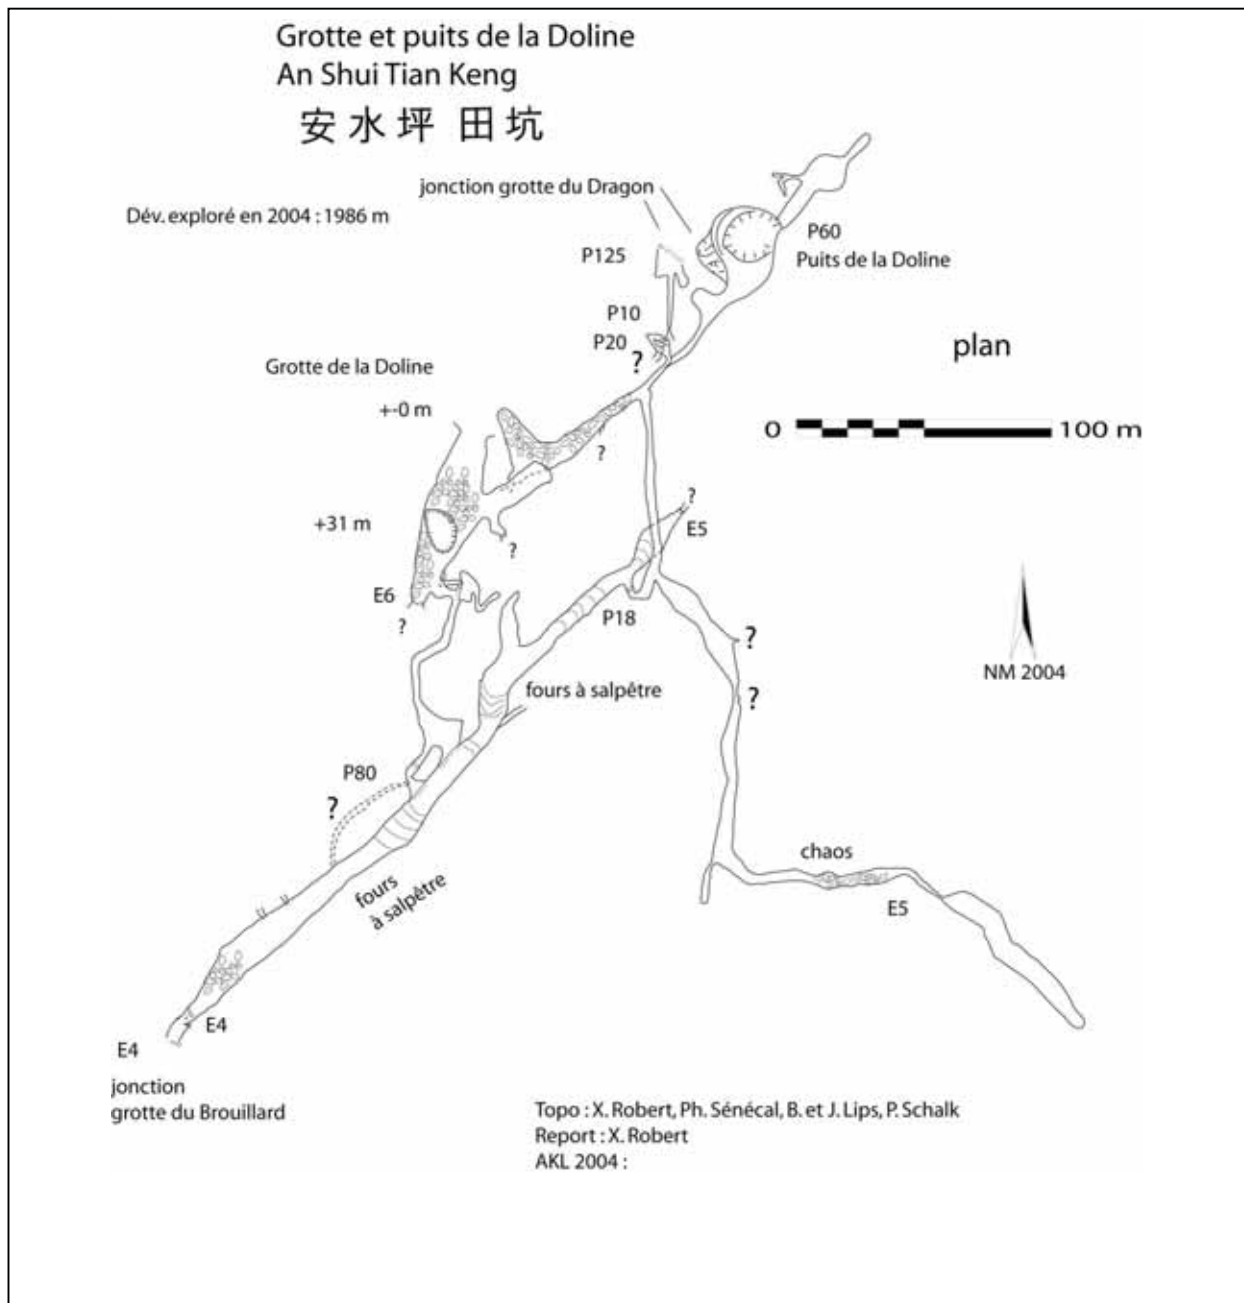 Grotte et puits de la Doline
An Shui Tian Keng
安水坪 田坑
jonction grotte du Dragon
Dév. exploré en 2004 : 1986 m
P60
Puits de la Doline
P125
P10
P20
?
plan
Grotte de la Doline
+-0 m
0 100 m
?
+31 m
?
E5
?
E6
?
P18
?
NM 2004
fours à salpêtre
?
P80
?
chaos
fours
à salpêtre
E5
E4
E4
jonction
grotte du Brouillard
Topo : X. Robert, Ph. Sénécal, B. et J. Lips, P. Schalk
Report : X. Robert
AKL 2004 :